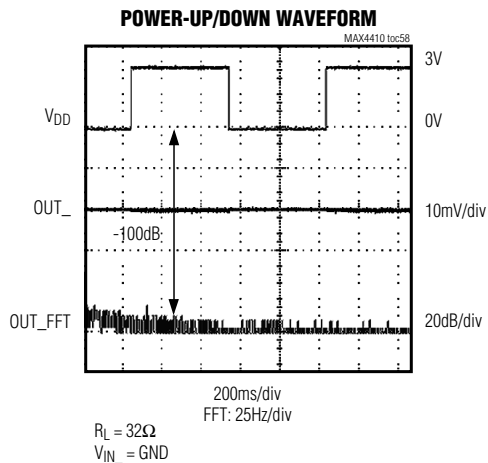 POWER-UP/DOWN WAVEFORM
MAX4410 toc58
3V
VDD
0V
OUT_
10mV/div
-100dB
OUT_FFT
20dB/div
200ms/div
FFT: 25Hz/div
RL = 32Ω
VIN_ = GND